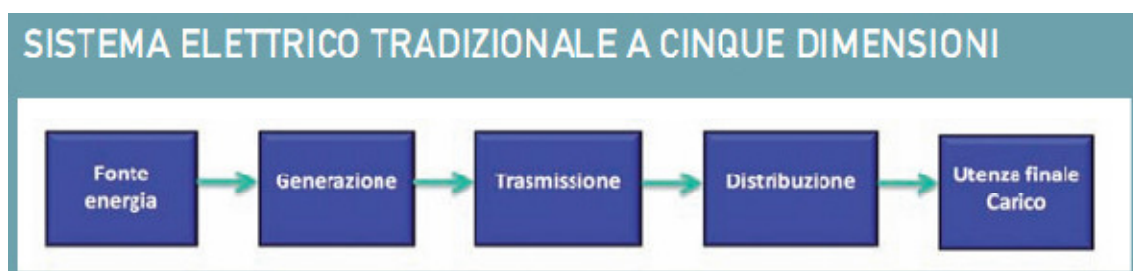 SISTEMA ELETTRICO TRADIZIONALE A CINQUE DIMENSIONI
Fonte
energia
Generazione
Trasmissione
Distribuzione
Utenze finale
Carico